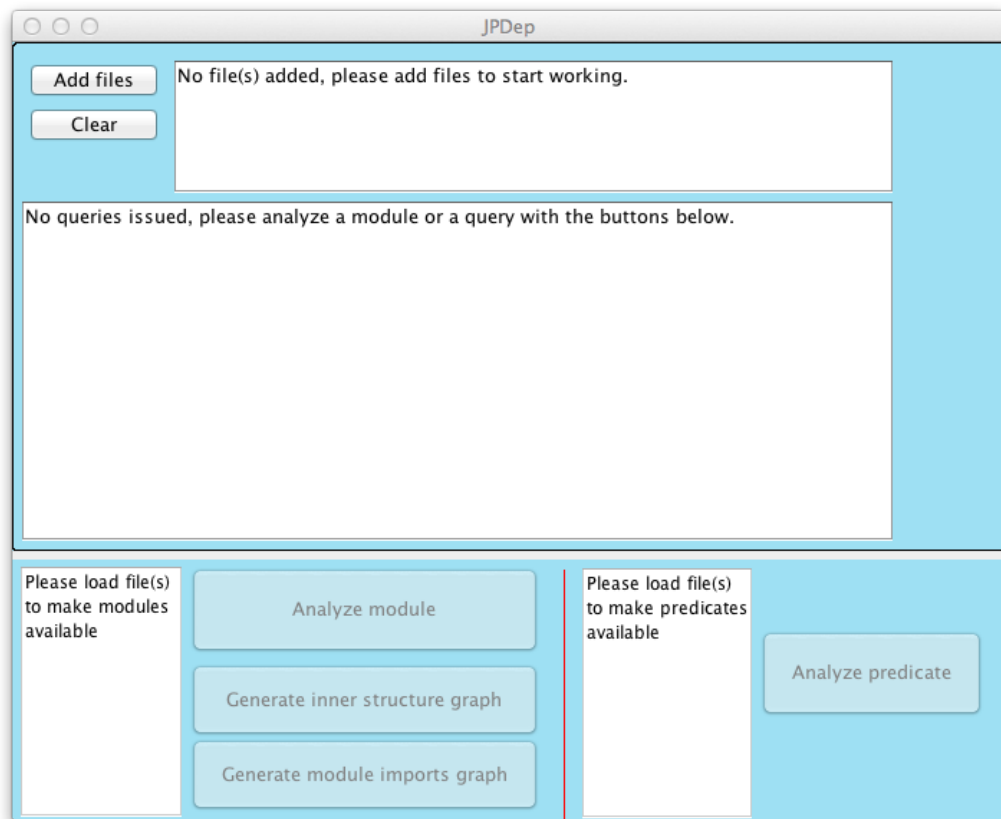 JPDep
Add files
No file(s) added, please add files to start working.
Clear
No queries issued, please analyze a module or a query with the buttons below.
Please load file(s)
to make modules
available
Analyze module
Generate inner structure graph
Generate module imports graph
Please load file(s)
to make predicates
available
Analyze predicate